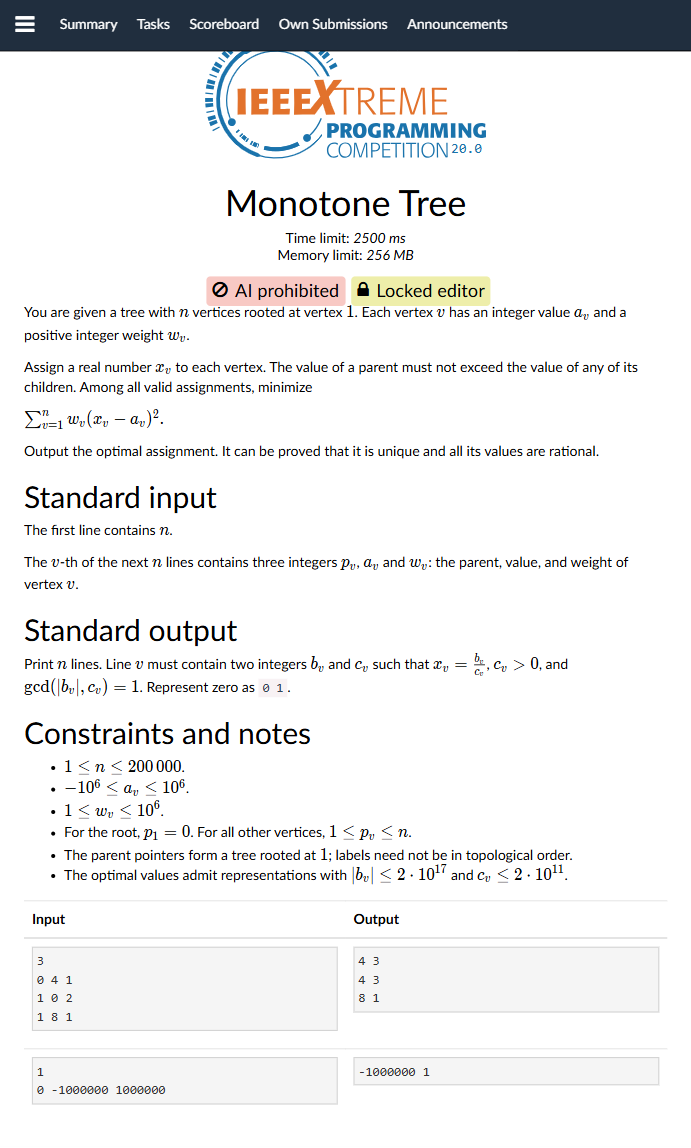 Summary Tasks Scoreboard Own Submissions Announcements
IEEEXTREME
PROGRAMMING
COMPETITION 20.0
Monotone Tree
Time limit: 2500 ms
Memory limit: 256 MB
AI prohibited Locked editor
You are given a tree with n vertices rooted at vertex 1. Each vertex v has an integer value a_v and a
positive integer weight w_v.
Assign a real number x_v to each vertex. The value of a parent must not exceed the value of any of its
children. Among all valid assignments, minimize
∑_{v=1}^{n} w_v(x_v − a_v)².
Output the optimal assignment. It can be proved that it is unique and all its values are rational.
Standard input
The first line contains n.
The v-th of the next n lines contains three integers p_v, a_v and w_v: the parent, value, and weight of
vertex v.
Standard output
Print n lines. Line v must contain two integers b_v and c_v such that x_v = b_v/c_v, c_v > 0, and
gcd(|b_v|, c_v) = 1. Represent zero as 0 1.
Constraints and notes
• 1 ≤ n ≤ 200 000.
• −10⁶ ≤ a_v ≤ 10⁶.
• 1 ≤ w_v ≤ 10⁶.
• For the root, p₁ = 0. For all other vertices, 1 ≤ p_v ≤ n.
• The parent pointers form a tree rooted at 1; labels need not be in topological order.
• The optimal values admit representations with |b_v| ≤ 2 · 10¹⁷ and c_v ≤ 2 · 10¹¹.
Input Output
3
0 4 1
1 0 2
1 8 1
4 3
4 3
8 1
1
0 -1000000 1000000
-1000000 1